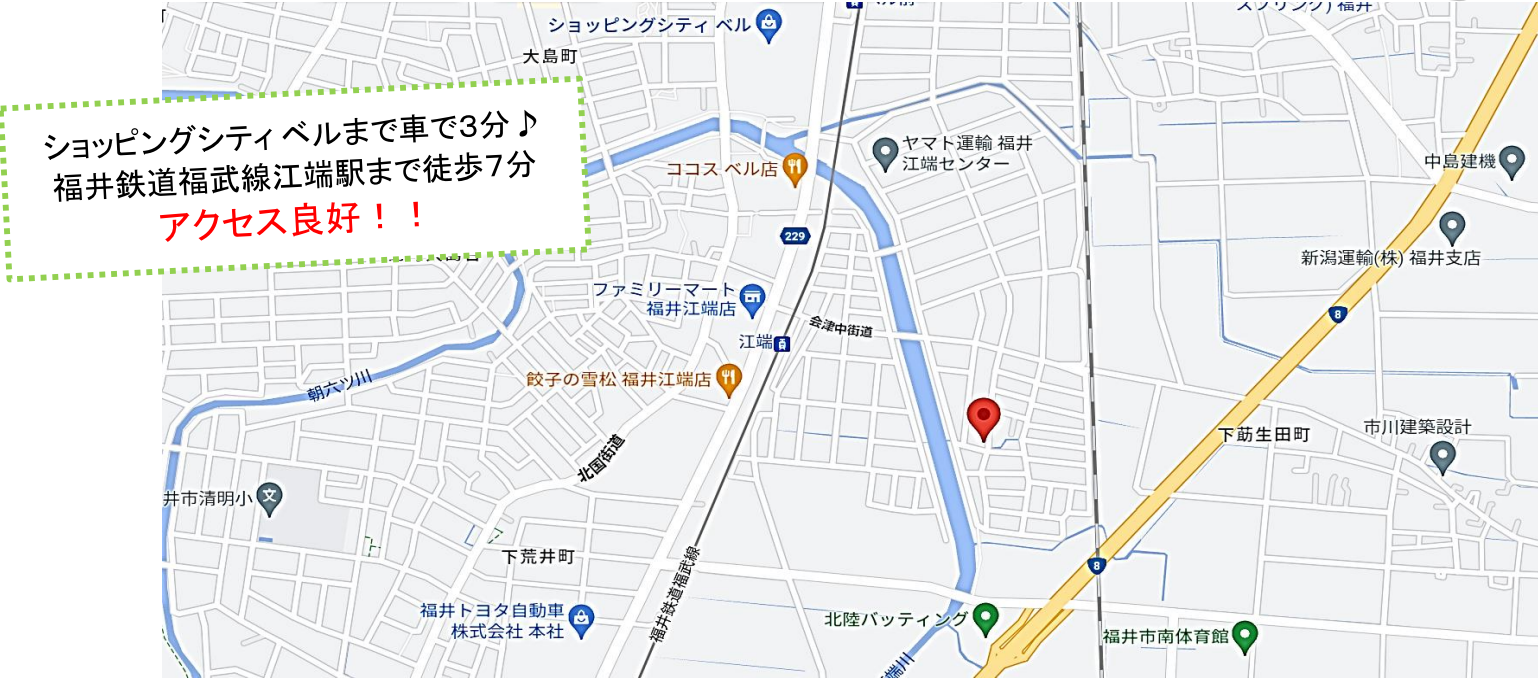 ショッピングシティ ベル
大島町
ショッピングシティベルまで車で3分♪
福井鉄道福武線江端駅まで徒歩7分
アクセス良好！！
ココス ベル店
ヤマト運輸 福井
江端センター
中島建機
229
新潟運輸(株) 福井支店
ファミリーマート
福井江端店
8
会津中街道
江端
餃子の雪松 福井江端店
朝六ツ川
下莇生田町
市川建築設計
北国街道
井市清明小
文
下荒井町
8
福井鉄道福武線
福井トヨタ自動車
株式会社 本社
北陸バッティング
福井市南体育館
端川